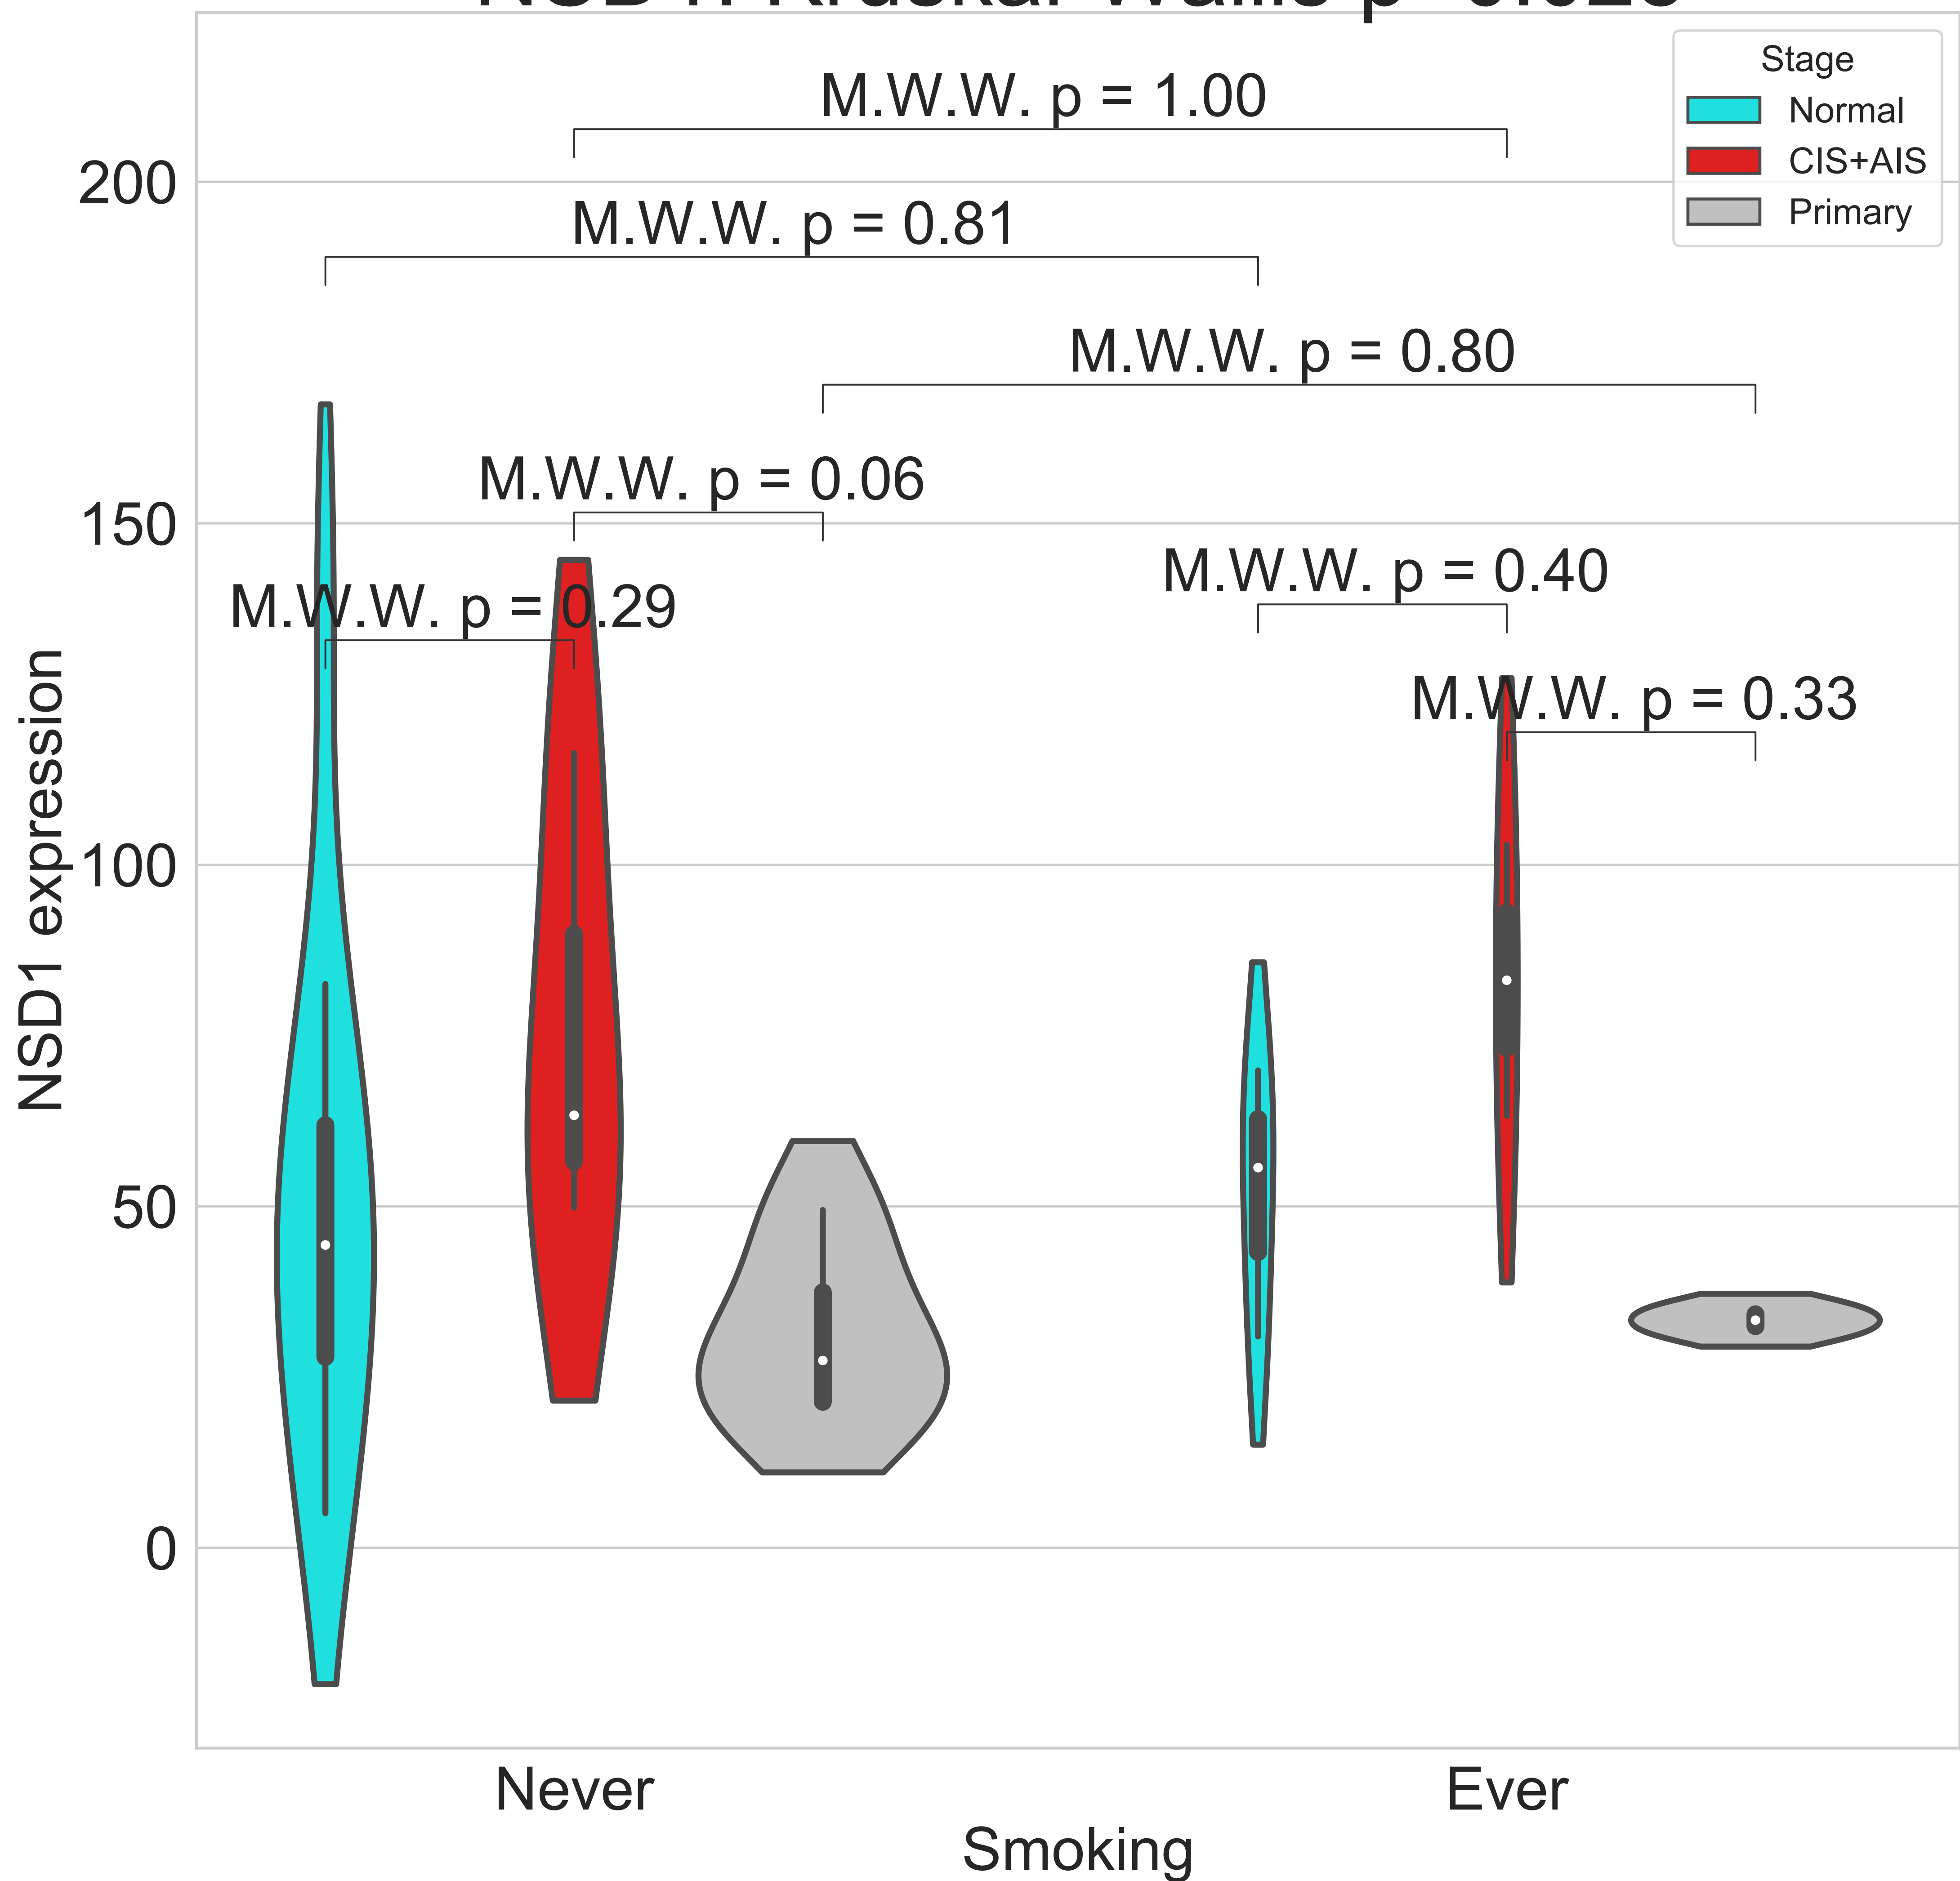 Stage
Normal
CIS+AIS
Primary
M.W.W. p = 1.00
M.W.W. p = 0.81
M.W.W. p = 0.80
M.W.W. p = 0.06
M.W.W. p = 0.29
M.W.W. p = 0.40
M.W.W. p = 0.33
200
150
100
50
0
NSD1 expression
Never
Ever
Smoking